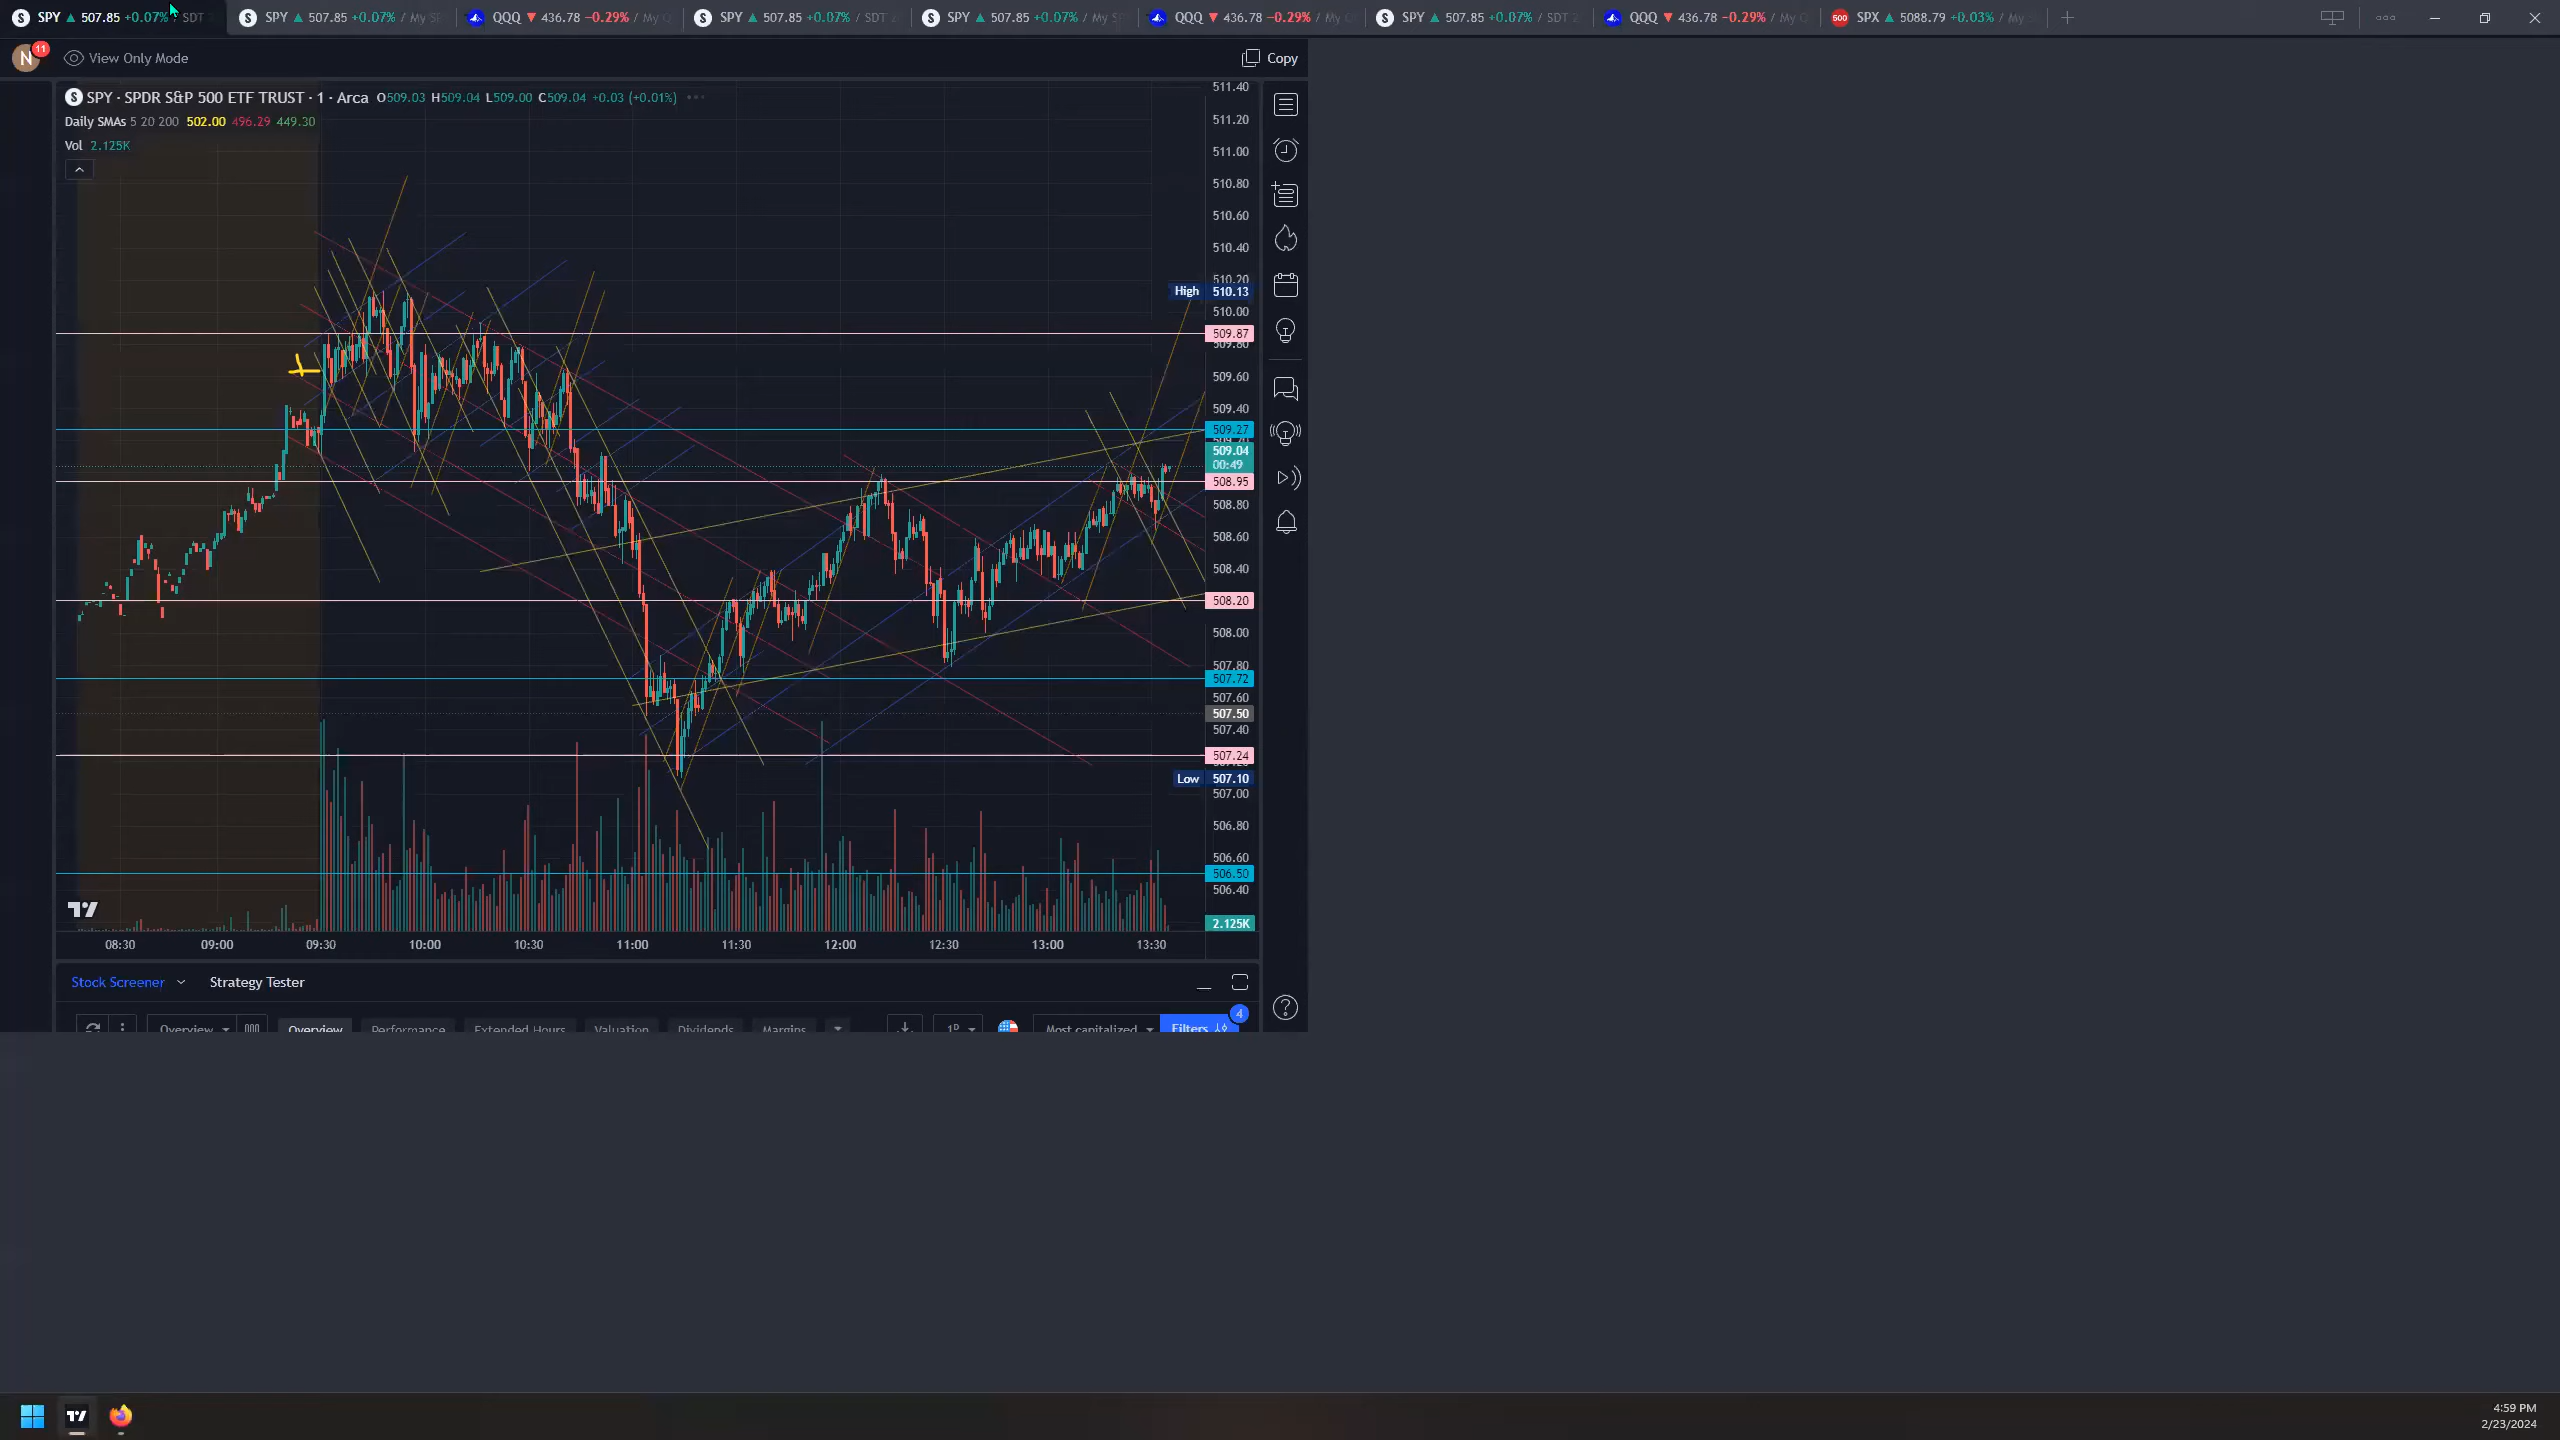 SPY 507.85 +0.07% SDT
SPY 507.85 +0.07% / My SP
QQQ 436.78 −0.29% / My Q
SPY 507.85 +0.07% / SDT
SPY 507.85 +0.07% / My S
QQQ 436.78 −0.29% / My Q
SPY 507.85 +0.07% / SDT
QQQ 436.78 −0.29% / My Q
500 SPX 5088.79 +0.03% / My
N 11 View Only Mode
Copy
SPY · SPDR S&P 500 ETF TRUST · 1 · Arca O509.03 H509.04 L509.00 C509.04 +0.03 (+0.01%)
Daily SMAs 5 20 200 502.00 496.29 449.30
Vol 2.125K
511.40
511.20
511.00
510.80
510.60
510.40
510.20
High 510.13
510.00
509.87
509.80
509.60
509.40
509.27
509.20
509.04
00:49
508.95
508.80
508.60
508.40
508.20
508.00
507.80
507.72
507.60
507.50
507.40
507.24
507.20
Low 507.10
507.00
506.80
506.60
506.50
506.40
2.125K
08:30 09:00 09:30 10:00 10:30 11:00 11:30 12:00 12:30 13:00 13:30
Stock Screener Strategy Tester
4
Overview Overview Performance Extended Hours Valuation Dividends Margins 1D Most capitalized Filters
4:59 PM
2/23/2024